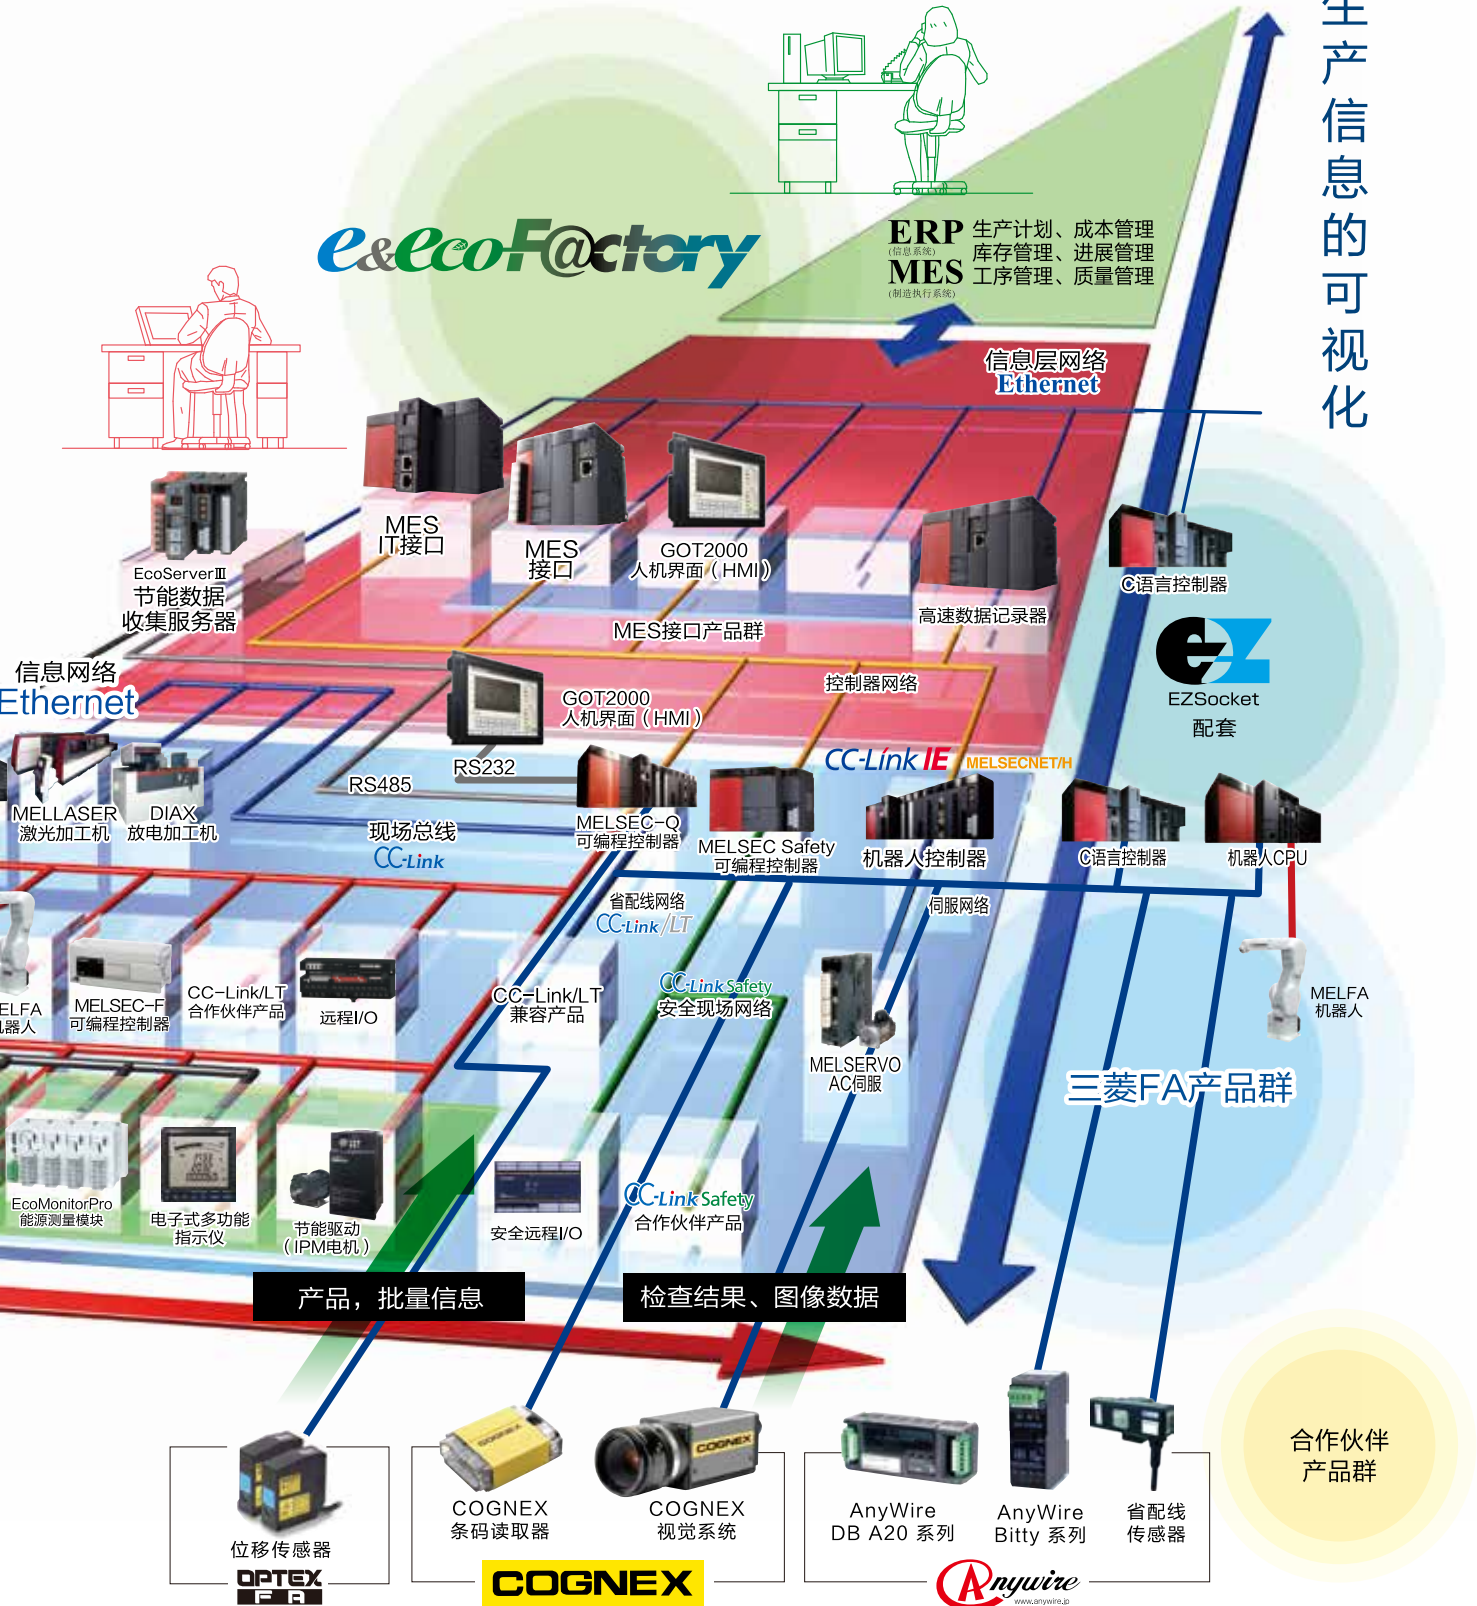 生产信息的可视化
e&ecoF@ctory
ERP 生产计划、成本管理
(信息系统) 库存管理、进展管理
MES 工序管理、质量管理
(制造执行系统)
信息层网络
Ethernet
MES
IT接口
MES
接口
GOT2000
人机界面（HMI）
EcoServerⅢ
节能数据
收集服务器
MES接口产品群
高速数据记录器
C语言控制器
EZ
EZSocket
配套
信息网络
Ethernet
控制器网络
GOT2000
人机界面（HMI）
RS232
RS485
CC-Link IE
MELSECNET/H
MELLASER
激光加工机
DIAX
放电加工机
现场总线
CC-Link
MELSEC-Q
可编程控制器
MELSEC Safety
可编程控制器
机器人控制器
C语言控制器
机器人CPU
省配线网络
CC-Link/LT
伺服网络
ELFA
器人
MELSEC-F
可编程控制器
CC-Link/LT
合作伙伴产品
远程I/O
CC-Link/LT
兼容产品
CC-Link Safety
安全现场网络
MELSERVO
AC伺服
MELFA
机器人
三菱FA产品群
EcoMonitorPro
能源测量模块
电子式多功能
指示仪
节能驱动
（IPM电机）
安全远程I/O
CC-Link Safety
合作伙伴产品
产品，批量信息
检查结果、图像数据
合作伙伴
产品群
COGNEX
COGNEX
位移传感器
OPTEX
FA
COGNEX
条码读取器
COGNEX
视觉系统
COGNEX
AnyWire
DB A20 系列
AnyWire
Bitty 系列
省配线
传感器
Anywire
www.anywire.jp